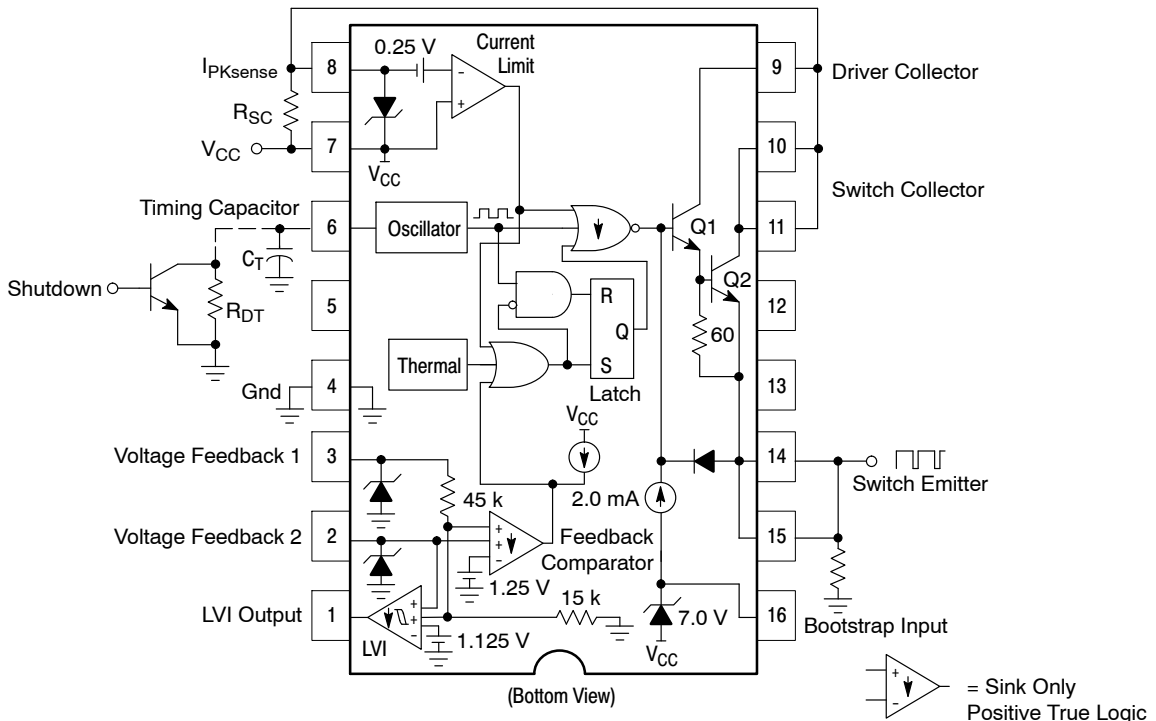 0.25 V
Current
Limit
IPKsense
8
9
Driver Collector
RSC
VCC
7
10
VCC
Switch Collector
Timing Capacitor
6
Oscillator
Q1
11
CT
Shutdown
RDT
5
R
Q2
12
Q
60
Thermal
S
Latch
Gnd
4
13
VCC
Voltage Feedback 1
3
14
Switch Emitter
45 k
2.0 mA
Voltage Feedback 2
2
+
+
-
Feedback
Comparator
15
1.25 V
LVI Output
1
+
+
-
LVI
1.125 V
15 k
7.0 V
VCC
16
Bootstrap Input
(Bottom View)
+
-
= Sink Only
Positive True Logic
-
+